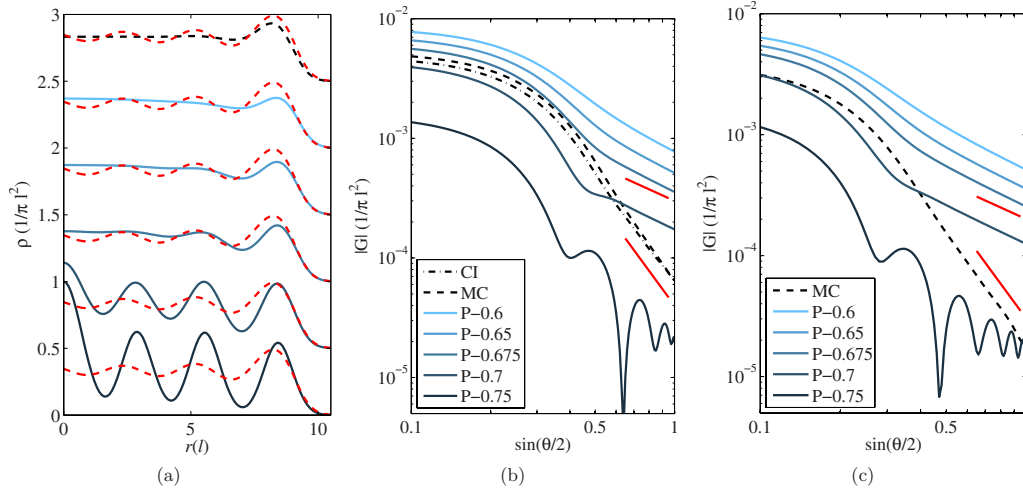 3
2.5
2
1.5
1
0.5
0
ρ (1/π l²)
0
5
10
r(l)
(a)
10⁻²
10⁻³
10⁻⁴
10⁻⁵
|G| (1/π l²)
CI
MC
P−0.6
P−0.65
P−0.675
P−0.7
P−0.75
0.1
0.5
1
sin(θ/2)
(b)
10⁻²
10⁻³
10⁻⁴
10⁻⁵
|G| (1/π l²)
MC
P−0.6
P−0.65
P−0.675
P−0.7
P−0.75
0.1
0.5
1
sin(θ/2)
(c)